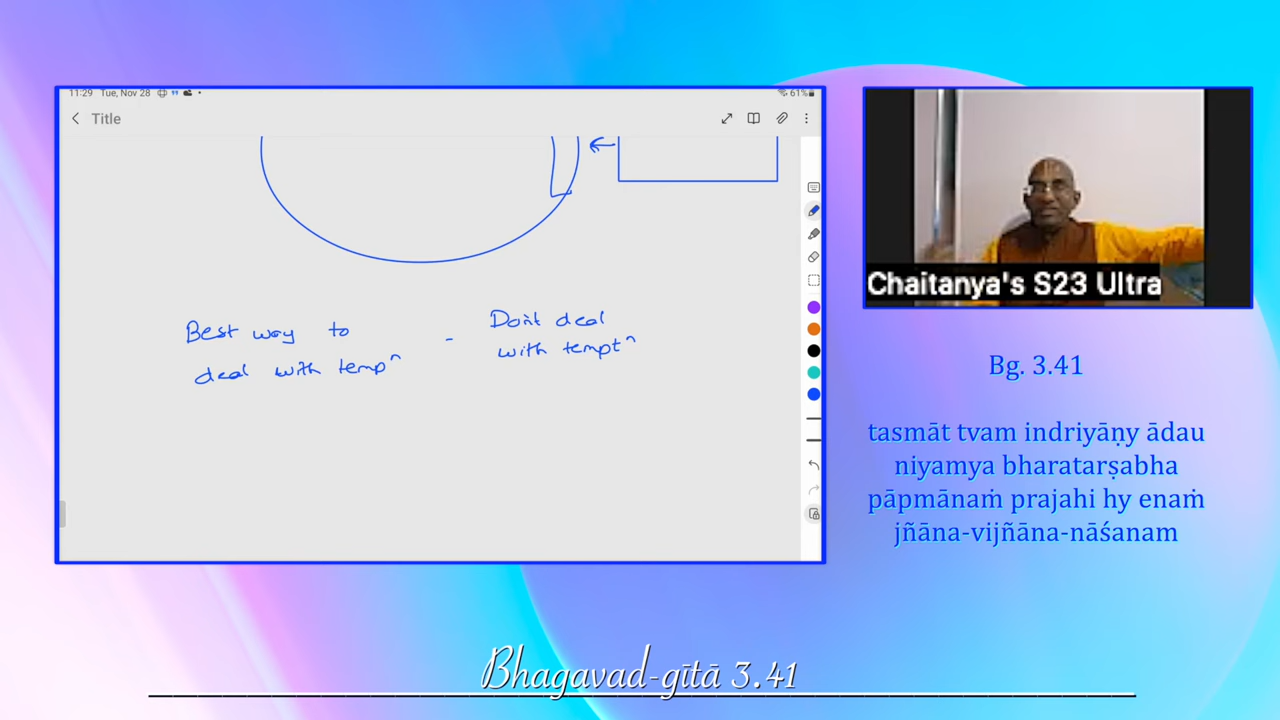 11:29 Tue, Nov 28
61%
Title
Best way to
deal with tempⁿ
- Don't deal
with temptⁿ
Chaitanya's S23 Ultra
Bg. 3.41
tasmāt tvam indriyāṇy ādau
niyamya bharatarṣabha
pāpmānaṁ prajahi hy enaṁ
jñāna-vijñāna-nāśanam
Bhagavad-gītā 3.41